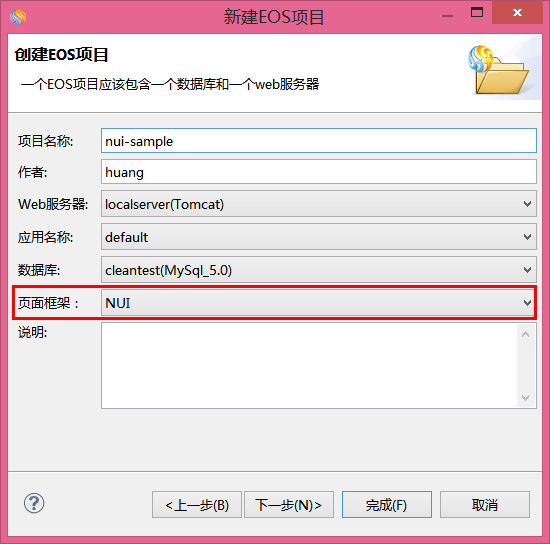 新建EOS项目
创建EOS项目
一个EOS项目应该包含一个数据库和一个web服务器
项目名称: nui-sample
作者: huang
Web服务器: localserver(Tomcat)
应用名称: default
数据库: cleantest(MySql_5.0)
页面框架： NUI
说明:
<上一步(B) 下一步(N)> 完成(F) 取消